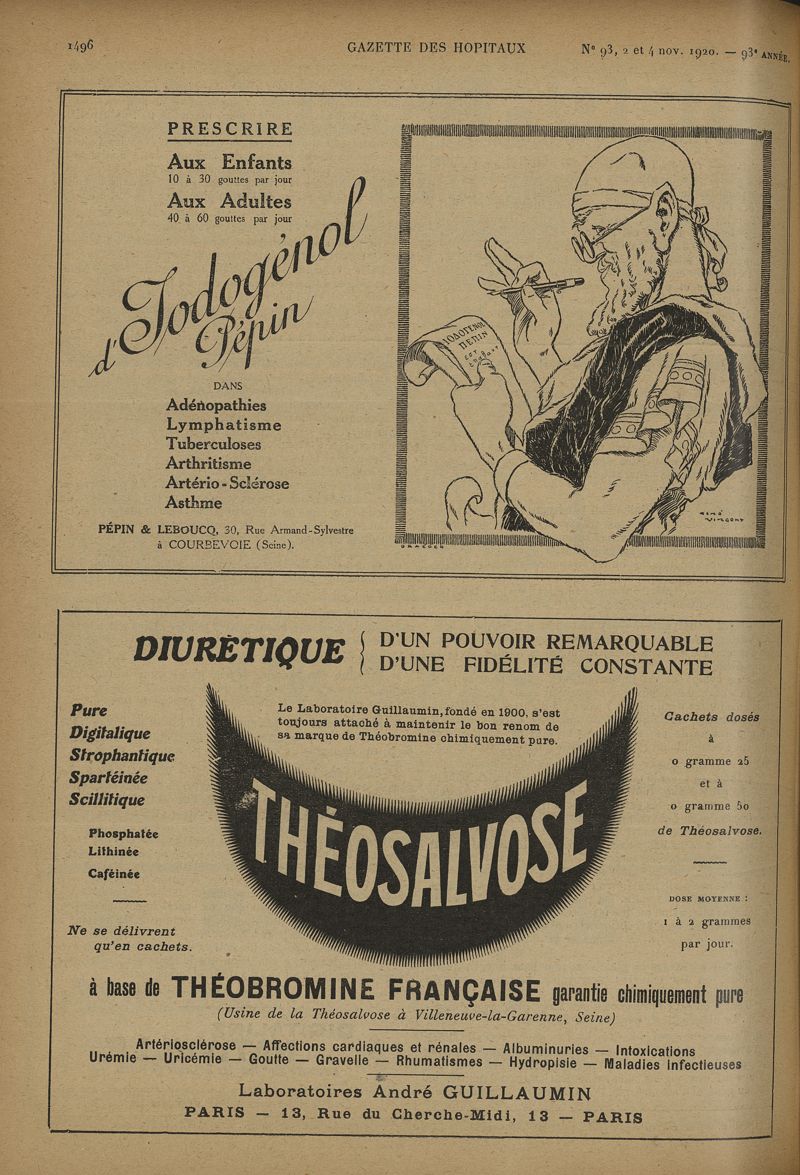 1496
GAZETTE DES HOPITAUX
N° 93, 2 et 4 nov. 1920. — 93e ANNÉE.
PRESCRIRE
Aux Enfants
10 à 30 gouttes par jour
Aux Adultes
40 à 60 gouttes par jour
d'Iodogénol
Pépin
DANS
Adénopathies
Lymphatisme
Tuberculoses
Arthritisme
Artério-Sclérose
Asthme
PÉPIN & LEBOUCQ, 30, Rue Armand-Sylvestre
à COURBEVOIE (Seine).
RENÉ
VINCENT
DRAEGER
DIURÉTIQUE
D'UN POUVOIR REMARQUABLE
D'UNE FIDÉLITÉ CONSTANTE
Le Laboratoire Guillaumin, fondé en 1900, s'est
toujours attaché à maintenir le bon renom de
sa marque de Théobromine chimiquement pure.
Pure
Digitalique
Strophantique
Spartéinée
Scillitique
Phosphatée
Lithinée
Caféinée
Ne se délivrent
qu'en cachets.
THÉOSALVOSE
Cachets dosés
à
0 gramme 25
et à
0 gramme 50
de Théosalvose.
DOSE MOYENNE :
1 à 2 grammes
par jour.
à base de THÉOBROMINE FRANÇAISE garantie chimiquement pure
(Usine de la Théosalvose à Villeneuve-la-Garenne, Seine)
Artériosclérose — Affections cardiaques et rénales — Albuminuries — Intoxications
Urémie — Uricémie — Goutte — Gravelle — Rhumatismes — Hydropisie — Maladies infectieuses
Laboratoires André GUILLAUMIN
PARIS — 13, Rue du Cherche-Midi, 13 — PARIS